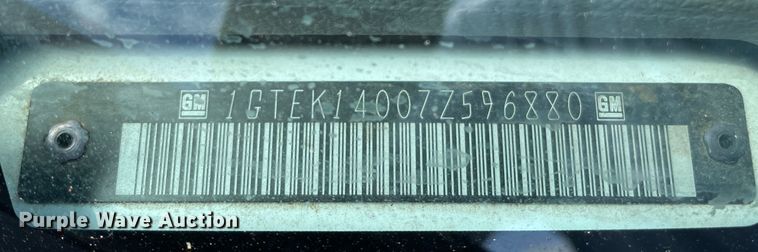 GM 1GTEK14007Z596880 GM
Purple Wave Auction